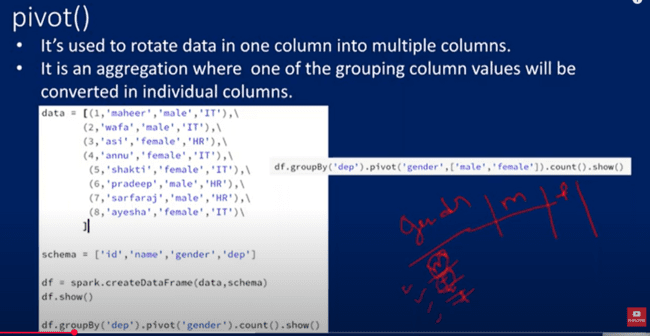 pivot()
• It's used to rotate data in one column into multiple columns.
• It is an aggregation where one of the grouping column values will be
converted in individual columns.
data = [(1,'maheer','male','IT'),\
(2,'wafa','male','IT'),\
(3,'asi','female','HR'),\
(4,'annu','female','IT'),\
(5,'shakti','female','IT'),\
(6,'pradeep','male','HR'),\
(7,'sarfaraj','male','HR'),\
(8,'ayesha','female','IT')\
]
schema = ['id','name','gender','dep']
df = spark.createDataFrame(data,schema)
df.show()
df.groupBy('dep').pivot('gender').count().show()
df.groupBy('dep').pivot('gender',['male','female']).count().show()
gender m F